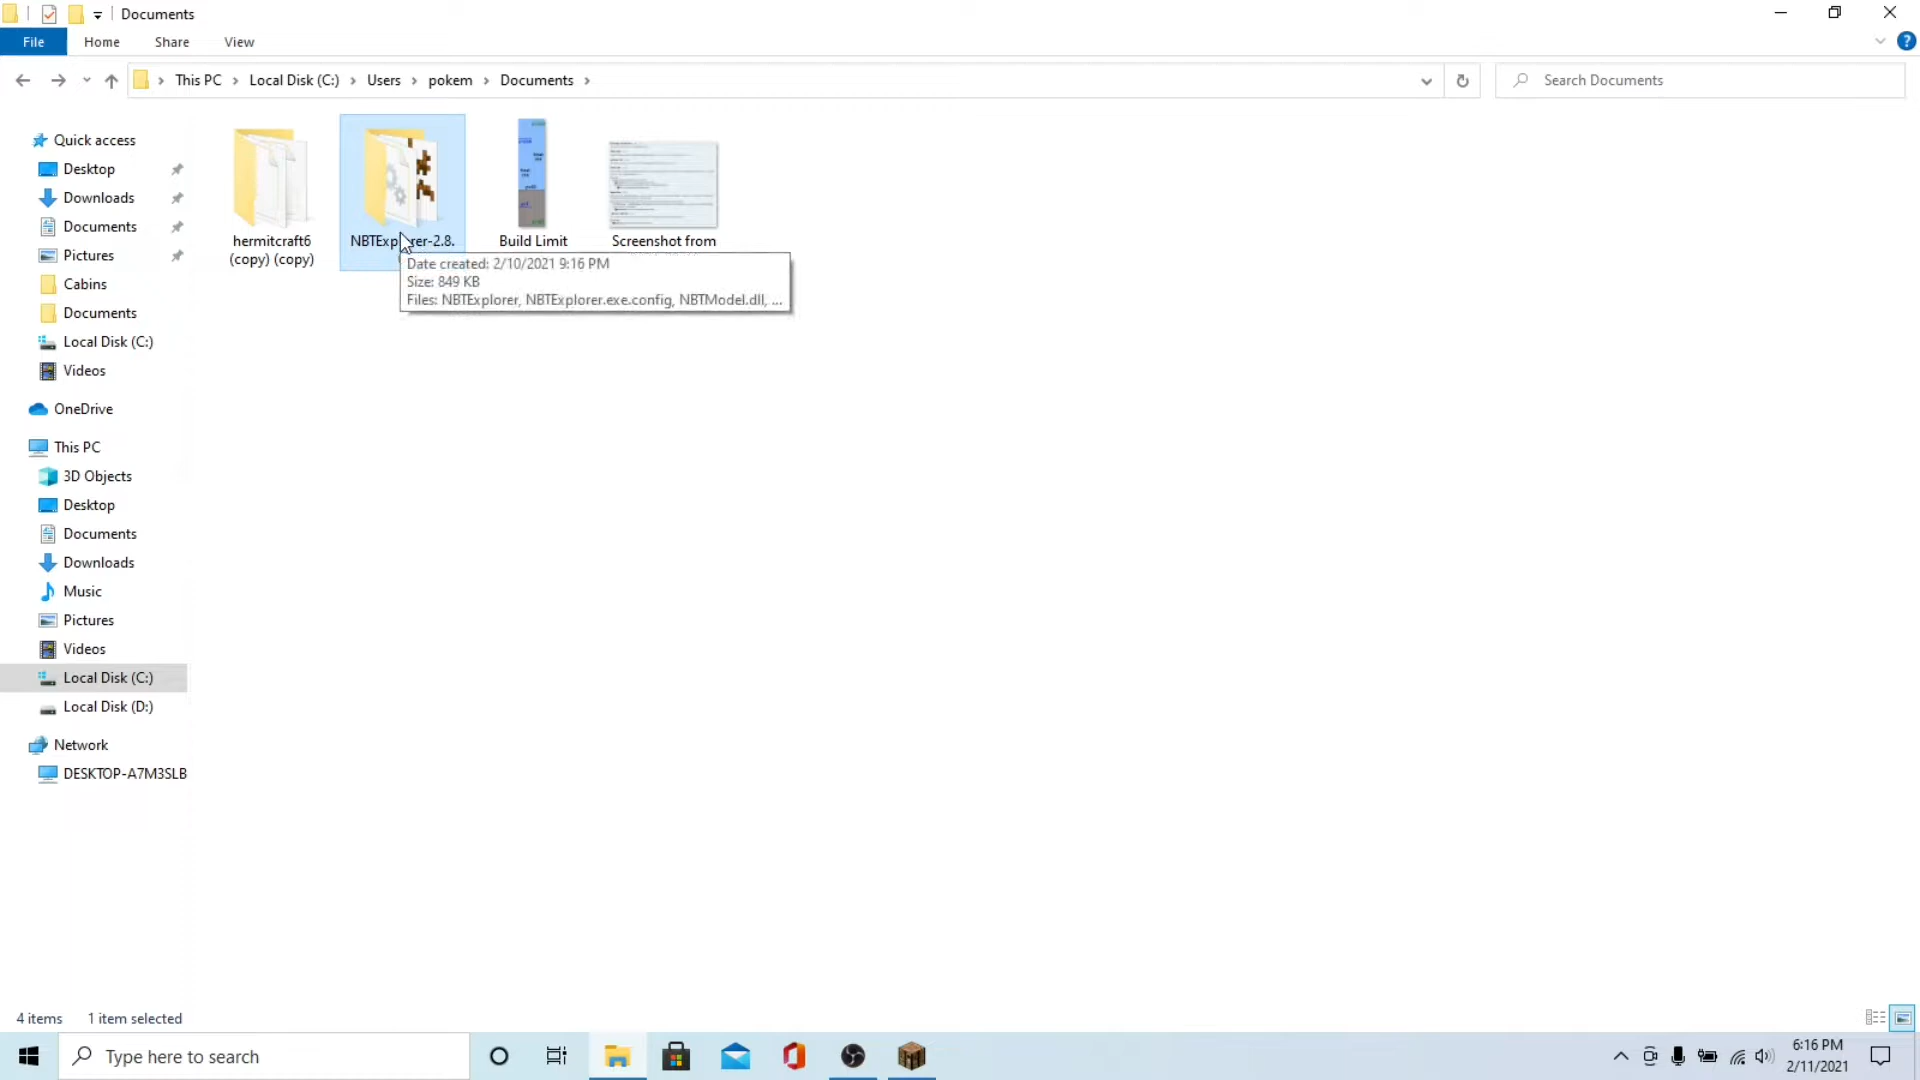 Documents
File
Home
Share
View
This PC
Local Disk (C:)
Users
pokem
Documents
Search Documents
Quick access
Desktop
Downloads
Documents
Pictures
Cabins
Documents
Local Disk (C:)
Videos
OneDrive
This PC
3D Objects
Desktop
Documents
Downloads
Music
Pictures
Videos
Local Disk (C:)
Local Disk (D:)
Network
DESKTOP-A7M3SLB
hermitcraft6
(copy) (copy)
Build Limit
Screenshot from
Date created: 2/10/2021 9:16 PM
Size: 849 KB
Files: NBTExplorer, NBTExplorer.exe.config, NBTModel.dll, ...
4 items
1 item selected
Type here to search
6:16 PM
2/11/2021